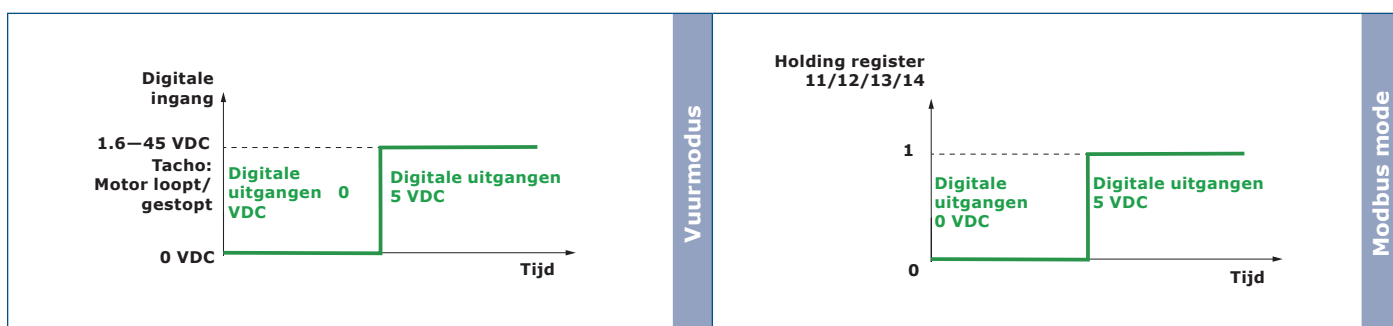 Digitale
ingang
1.6—45 VDC
Tacho:
Motor loopt/
gestopt
0 VDC
Digitale
uitgangen 0
VDC
Digitale uitgangen
5 VDC
Tijd
Vuurmodus
Holding register
11/12/13/14
1
0
Digitale
uitgangen
0 VDC
Digitale uitgangen
5 VDC
Tijd
Modbus mode